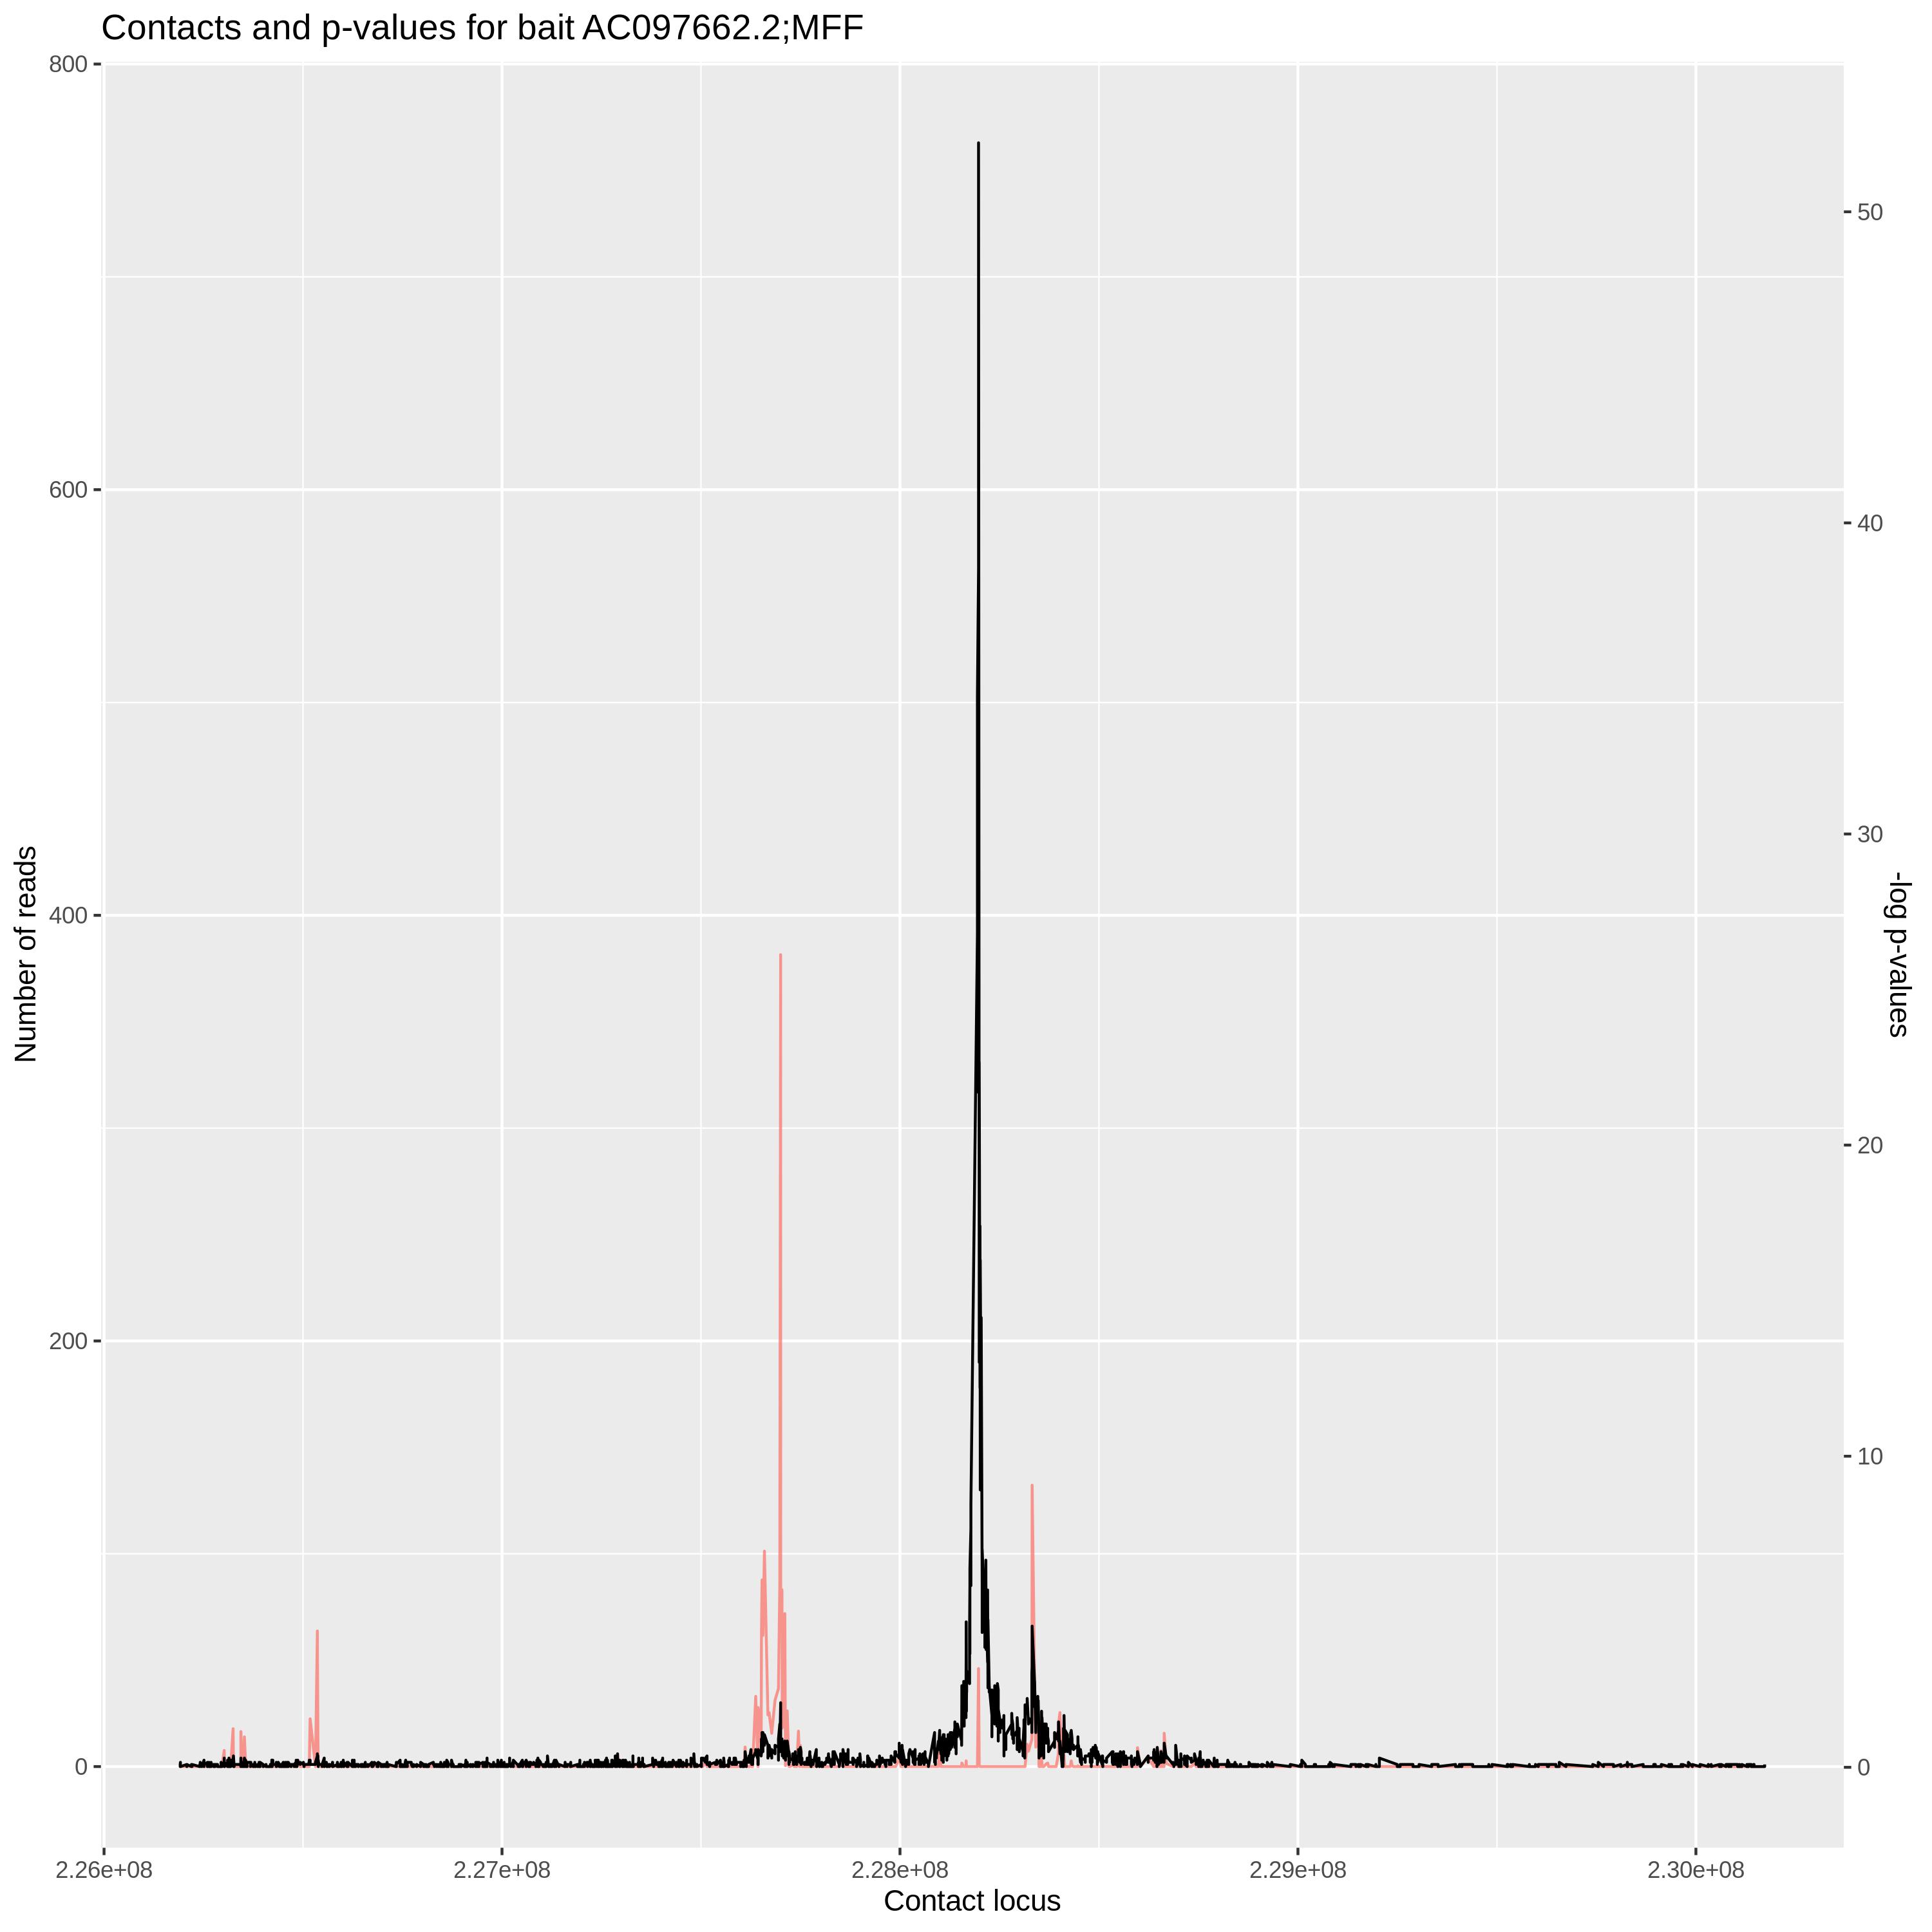 Contacts and p-values for bait AC097662.2;MFF
800
600
400
200
0
Number of reads
50
40
30
20
10
0
-log p-values
2.26e+08
2.27e+08
2.28e+08
2.29e+08
2.30e+08
Contact locus